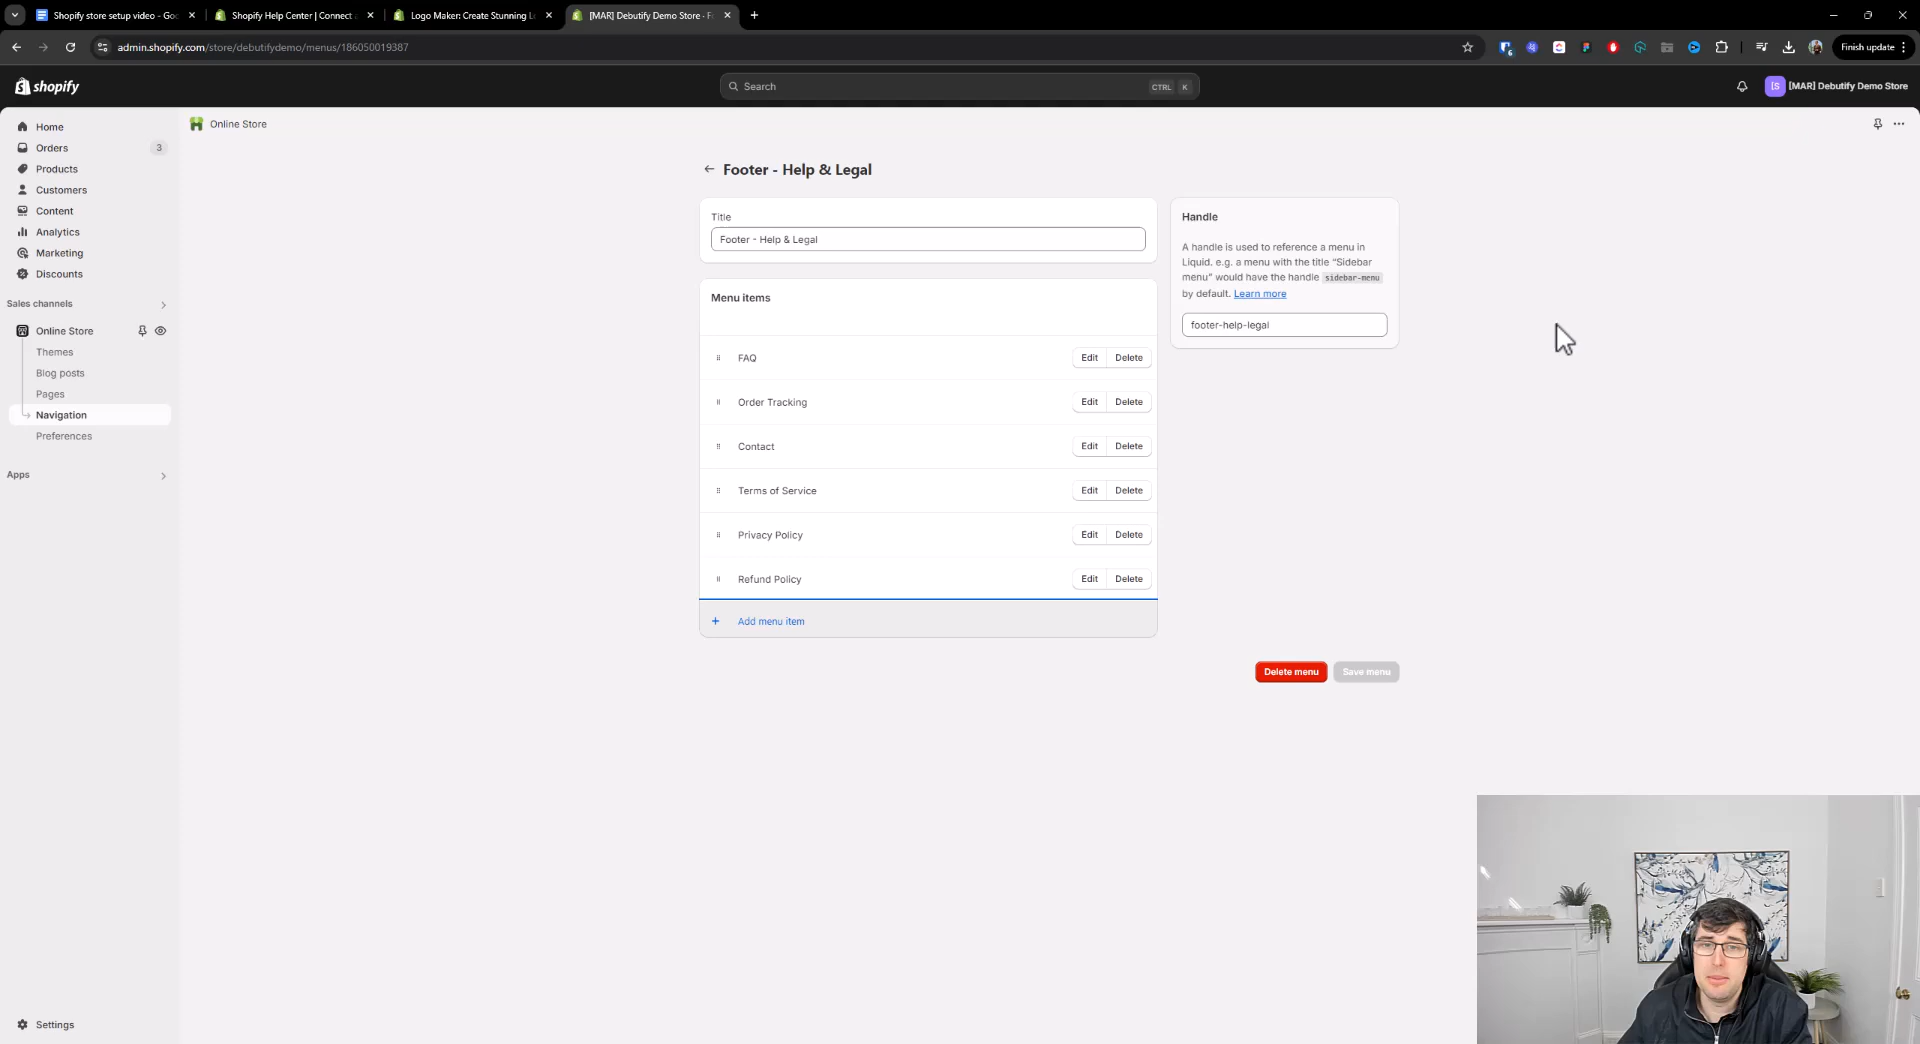 Shopify store setup video - Goo
Shopify Help Center | Connect a
Logo Maker: Create Stunning L
[MAR] Debutify Demo Store · F
admin.shopify.com/store/debutifydemo/menus/186050019387
6
Finish update
shopify
Search
CTRL K
[S
[MAR] Debutify Demo Store
Home
Orders
3
Products
Customers
Content
Analytics
Marketing
Discounts
Sales channels
Online Store
Themes
Blog posts
Pages
Navigation
Preferences
Apps
Settings
Online Store
Footer - Help & Legal
Title
Footer - Help & Legal
Menu items
FAQ
Edit Delete
Order Tracking
Edit Delete
Contact
Edit Delete
Terms of Service
Edit Delete
Privacy Policy
Edit Delete
Refund Policy
Edit Delete
Add menu item
Handle
A handle is used to reference a menu in
Liquid. e.g. a menu with the title “Sidebar
menu” would have the handle sidebar-menu
by default. Learn more
footer-help-legal
Delete menu
Save menu